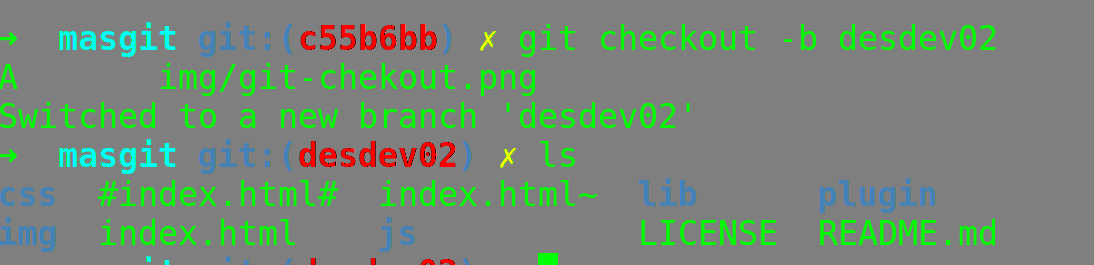 → masgit git:(c55b6bb) ✗ git checkout -b desdev02
A img/git-chekout.png
Switched to a new branch 'desdev02'
→ masgit git:(desdev02) ✗ ls
css #index.html# index.html~ lib plugin
img index.html js LICENSE README.md